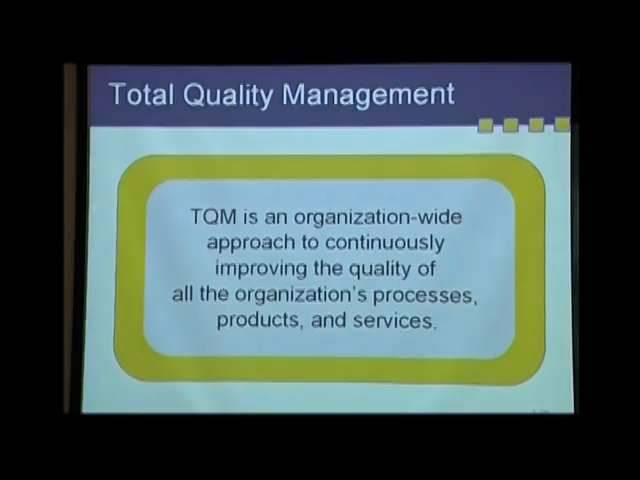 Total Quality Management
TQM is an organization-wide
approach to continuously
improving the quality of
all the organization's processes,
products, and services.